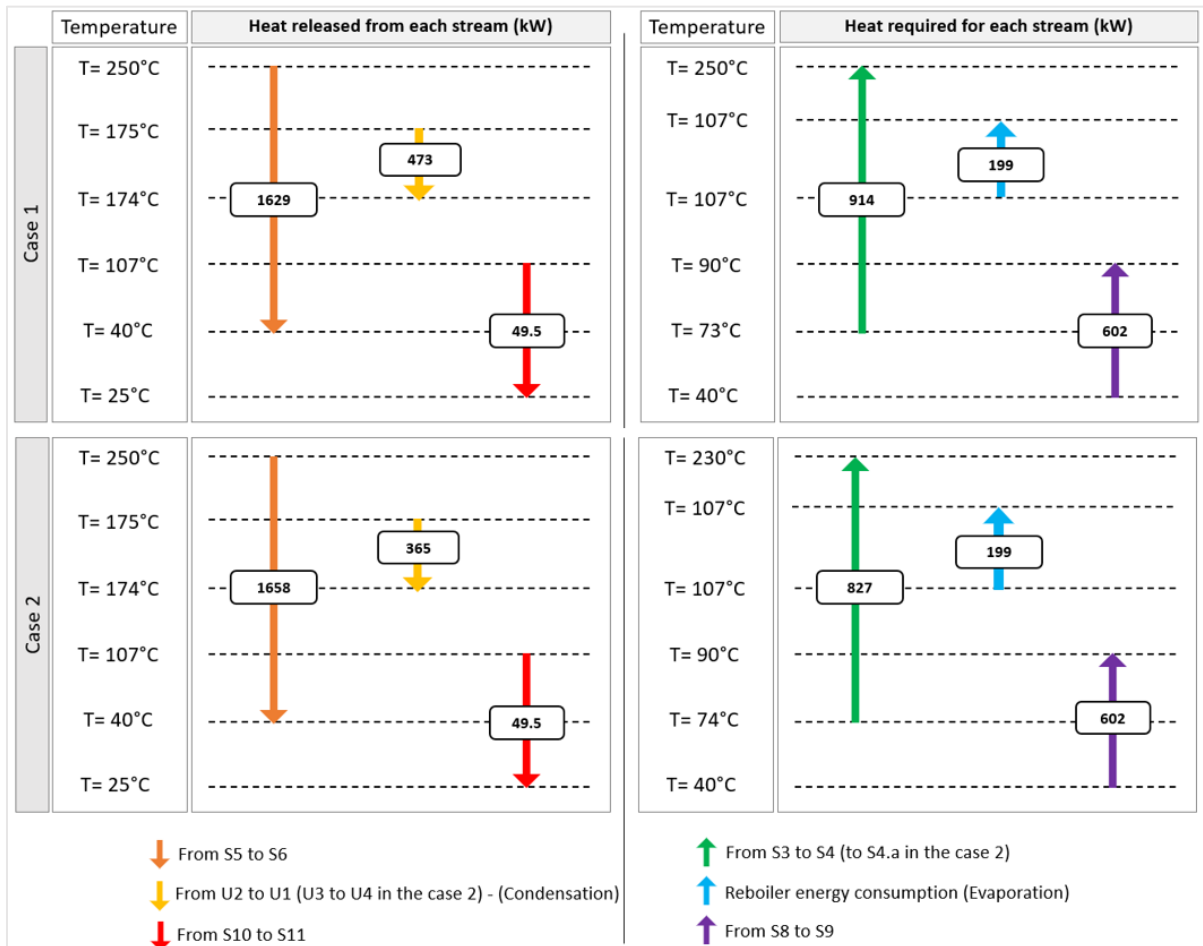 Temperature
Heat released from each stream (kW)
Temperature
Heat required for each stream (kW)
Case 1
T= 250°C
T= 175°C
T= 174°C
T= 107°C
T= 40°C
T= 25°C
473
1629
49.5
T= 250°C
T= 107°C
T= 107°C
T= 90°C
T= 73°C
T= 40°C
199
914
602
Case 2
T= 250°C
T= 175°C
T= 174°C
T= 107°C
T= 40°C
T= 25°C
365
1658
49.5
T= 230°C
T= 107°C
T= 107°C
T= 90°C
T= 74°C
T= 40°C
199
827
602
From S5 to S6
From U2 to U1 (U3 to U4 in the case 2) - (Condensation)
From S10 to S11
From S3 to S4 (to S4.a in the case 2)
Reboiler energy consumption (Evaporation)
From S8 to S9